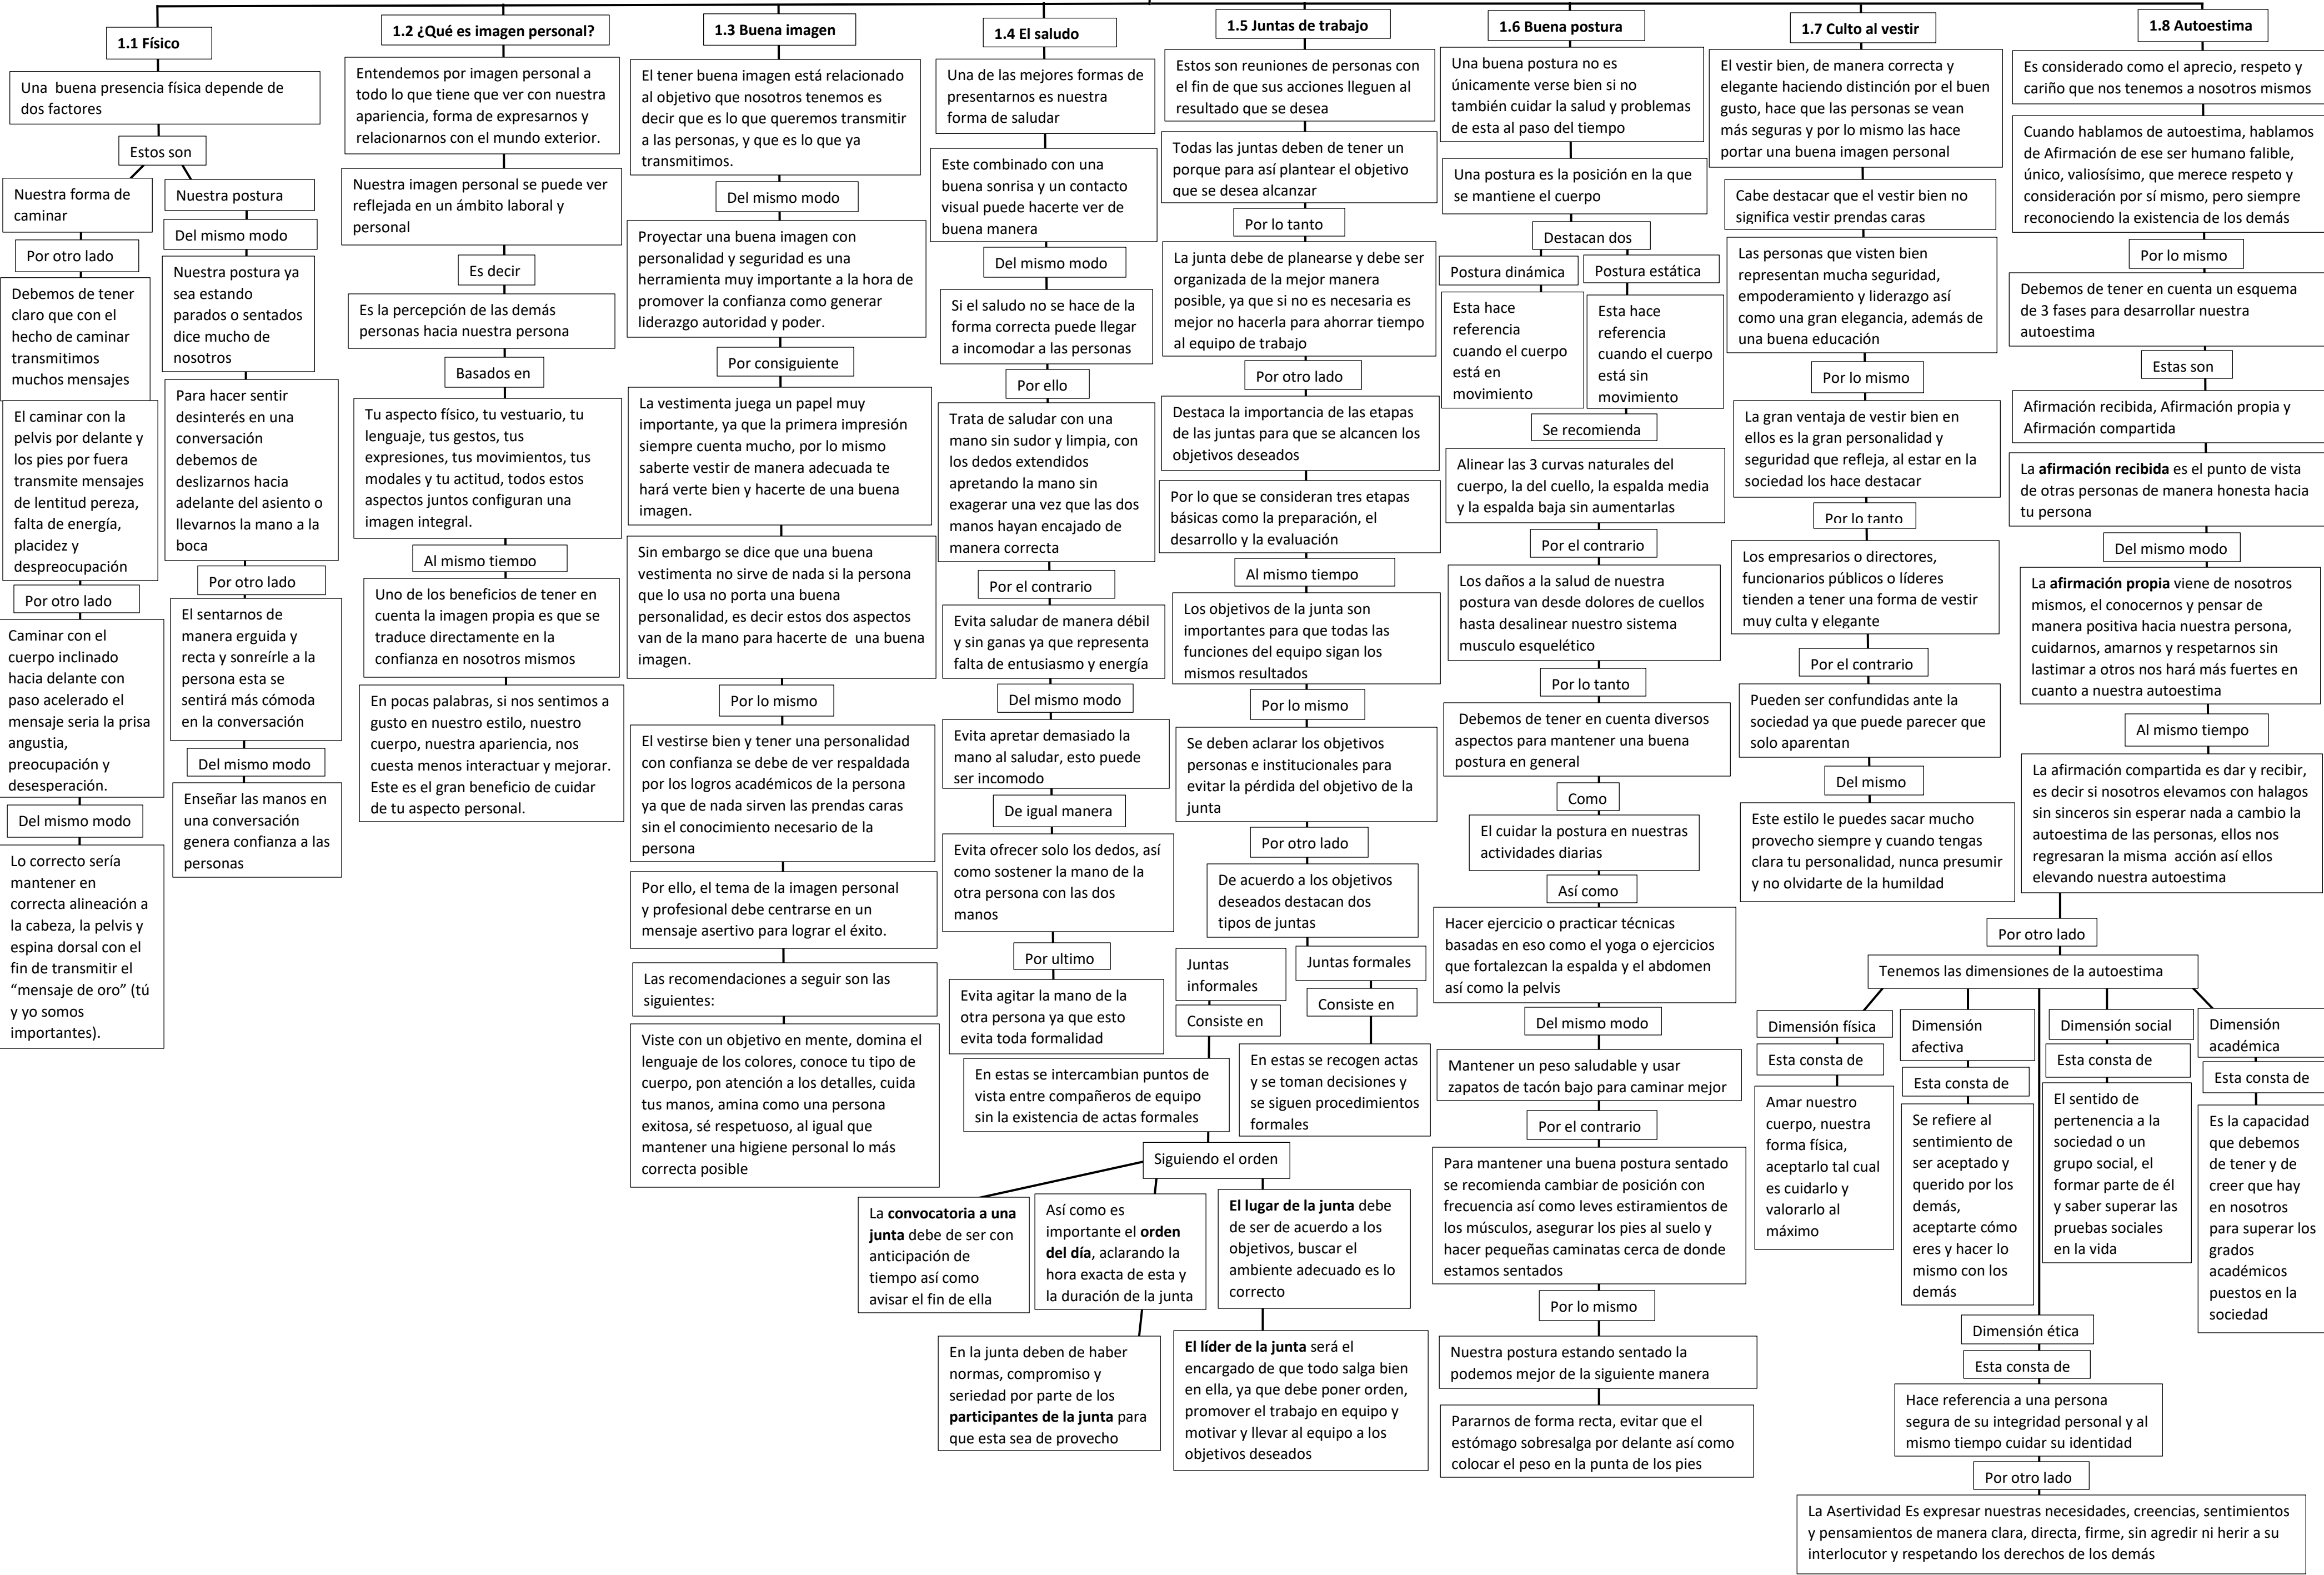 1.1 Físico
Una buena presencia física depende de
dos factores
Estos son
Nuestra forma de
caminar
Por otro lado
Debemos de tener
claro que con el
hecho de caminar
transmitimos
muchos mensajes
El caminar con la
pelvis por delante y
los pies por fuera
transmite mensajes
de lentitud pereza,
falta de energía,
placidez y
despreocupación
Por otro lado
Caminar con el
cuerpo inclinado
hacia delante con
paso acelerado el
mensaje seria la prisa
angustia,
preocupación y
desesperación.
Del mismo modo
Lo correcto sería
mantener en
correcta alineación a
la cabeza, la pelvis y
espina dorsal con el
fin de transmitir el
“mensaje de oro” (tú
y yo somos
importantes).
Nuestra postura
Del mismo modo
Nuestra postura ya
sea estando
parados o sentados
dice mucho de
nosotros
Para hacer sentir
desinterés en una
conversación
debemos de
deslizarnos hacia
adelante del asiento o
llevarnos la mano a la
boca
Por otro lado
El sentarnos de
manera erguida y
recta y sonreírle a la
persona esta se
sentirá más cómoda
en la conversación
Del mismo modo
Enseñar las manos en
una conversación
genera confianza a las
personas
1.2 ¿Qué es imagen personal?
Entendemos por imagen personal a
todo lo que tiene que ver con nuestra
apariencia, forma de expresarnos y
relacionarnos con el mundo exterior.
Nuestra imagen personal se puede ver
reflejada en un ámbito laboral y
personal
Es decir
Es la percepción de las demás
personas hacia nuestra persona
Basados en
Tu aspecto físico, tu vestuario, tu
lenguaje, tus gestos, tus
expresiones, tus movimientos, tus
modales y tu actitud, todos estos
aspectos juntos configuran una
imagen integral.
Al mismo tiempo
Uno de los beneficios de tener en
cuenta la imagen propia es que se
traduce directamente en la
confianza en nosotros mismos
En pocas palabras, si nos sentimos a
gusto en nuestro estilo, nuestro
cuerpo, nuestra apariencia, nos
cuesta menos interactuar y mejorar.
Este es el gran beneficio de cuidar
de tu aspecto personal.
1.3 Buena imagen
El tener buena imagen está relacionado
al objetivo que nosotros tenemos es
decir que es lo que queremos transmitir
a las personas, y que es lo que ya
transmitimos.
Del mismo modo
Proyectar una buena imagen con
personalidad y seguridad es una
herramienta muy importante a la hora de
promover la confianza como generar
liderazgo autoridad y poder.
Por consiguiente
La vestimenta juega un papel muy
importante, ya que la primera impresión
siempre cuenta mucho, por lo mismo
saberte vestir de manera adecuada te
hará verte bien y hacerte de una buena
imagen.
Sin embargo se dice que una buena
vestimenta no sirve de nada si la persona
que lo usa no porta una buena
personalidad, es decir estos dos aspectos
van de la mano para hacerte de una buena
imagen.
Por lo mismo
El vestirse bien y tener una personalidad
con confianza se debe de ver respaldada
por los logros académicos de la persona
ya que de nada sirven las prendas caras
sin el conocimiento necesario de la
persona
Por ello, el tema de la imagen personal
y profesional debe centrarse en un
mensaje asertivo para lograr el éxito.
Las recomendaciones a seguir son las
siguientes:
Viste con un objetivo en mente, domina el
lenguaje de los colores, conoce tu tipo de
cuerpo, pon atención a los detalles, cuida
tus manos, amina como una persona
exitosa, sé respetuoso, al igual que
mantener una higiene personal lo más
correcta posible
1.4 El saludo
Una de las mejores formas de
presentarnos es nuestra
forma de saludar
Este combinado con una
buena sonrisa y un contacto
visual puede hacerte ver de
buena manera
Del mismo modo
Si el saludo no se hace de la
forma correcta puede llegar
a incomodar a las personas
Por ello
Trata de saludar con una
mano sin sudor y limpia, con
los dedos extendidos
apretando la mano sin
exagerar una vez que las dos
manos hayan encajado de
manera correcta
Por el contrario
Evita saludar de manera débil
y sin ganas ya que representa
falta de entusiasmo y energía
Del mismo modo
Evita apretar demasiado la
mano al saludar, esto puede
ser incomodo
De igual manera
Evita ofrecer solo los dedos, así
como sostener la mano de la
otra persona con las dos
manos
Por ultimo
Evita agitar la mano de la
otra persona ya que esto
evita toda formalidad
1.5 Juntas de trabajo
Estos son reuniones de personas con
el fin de que sus acciones lleguen al
resultado que se desea
Todas las juntas deben de tener un
porque para así plantear el objetivo
que se desea alcanzar
Por lo tanto
La junta debe de planearse y debe ser
organizada de la mejor manera
posible, ya que si no es necesaria es
mejor no hacerla para ahorrar tiempo
al equipo de trabajo
Por otro lado
Destaca la importancia de las etapas
de las juntas para que se alcancen los
objetivos deseados
Por lo que se consideran tres etapas
básicas como la preparación, el
desarrollo y la evaluación
Al mismo tiempo
Los objetivos de la junta son
importantes para que todas las
funciones del equipo sigan los
mismos resultados
Por lo mismo
Se deben aclarar los objetivos
personas e institucionales para
evitar la pérdida del objetivo de la
junta
Por otro lado
De acuerdo a los objetivos
deseados destacan dos
tipos de juntas
Juntas
informales
Consiste en
En estas se intercambian puntos de
vista entre compañeros de equipo
sin la existencia de actas formales
Juntas formales
Consiste en
En estas se recogen actas
y se toman decisiones y
se siguen procedimientos
formales
Siguiendo el orden
La convocatoria a una
junta debe de ser con
anticipación de
tiempo así como
avisar el fin de ella
Así como es
importante el orden
del día, aclarando la
hora exacta de esta y
la duración de la junta
El lugar de la junta debe
de ser de acuerdo a los
objetivos, buscar el
ambiente adecuado es lo
correcto
En la junta deben de haber
normas, compromiso y
seriedad por parte de los
participantes de la junta para
que esta sea de provecho
El líder de la junta será el
encargado de que todo salga bien
en ella, ya que debe poner orden,
promover el trabajo en equipo y
motivar y llevar al equipo a los
objetivos deseados
1.6 Buena postura
Una buena postura no es
únicamente verse bien si no
también cuidar la salud y problemas
de esta al paso del tiempo
Una postura es la posición en la que
se mantiene el cuerpo
Destacan dos
Postura dinámica
Esta hace
referencia
cuando el cuerpo
está en
movimiento
Postura estática
Esta hace
referencia
cuando el cuerpo
está sin
movimiento
Se recomienda
Alinear las 3 curvas naturales del
cuerpo, la del cuello, la espalda media
y la espalda baja sin aumentarlas
Por el contrario
Los daños a la salud de nuestra
postura van desde dolores de cuellos
hasta desalinear nuestro sistema
musculo esquelético
Por lo tanto
Debemos de tener en cuenta diversos
aspectos para mantener una buena
postura en general
Como
El cuidar la postura en nuestras
actividades diarias
Así como
Hacer ejercicio o practicar técnicas
basadas en eso como el yoga o ejercicios
que fortalezcan la espalda y el abdomen
así como la pelvis
Del mismo modo
Mantener un peso saludable y usar
zapatos de tacón bajo para caminar mejor
Por el contrario
Para mantener una buena postura sentado
se recomienda cambiar de posición con
frecuencia así como leves estiramientos de
los músculos, asegurar los pies al suelo y
hacer pequeñas caminatas cerca de donde
estamos sentados
Por lo mismo
Nuestra postura estando sentado la
podemos mejor de la siguiente manera
Pararnos de forma recta, evitar que el
estómago sobresalga por delante así como
colocar el peso en la punta de los pies
1.7 Culto al vestir
El vestir bien, de manera correcta y
elegante haciendo distinción por el buen
gusto, hace que las personas se vean
más seguras y por lo mismo las hace
portar una buena imagen personal
Cabe destacar que el vestir bien no
significa vestir prendas caras
Las personas que visten bien
representan mucha seguridad,
empoderamiento y liderazgo así
como una gran elegancia, además de
una buena educación
Por lo mismo
La gran ventaja de vestir bien en
ellos es la gran personalidad y
seguridad que refleja, al estar en la
sociedad los hace destacar
Por lo tanto
Los empresarios o directores,
funcionarios públicos o líderes
tienden a tener una forma de vestir
muy culta y elegante
Por el contrario
Pueden ser confundidas ante la
sociedad ya que puede parecer que
solo aparentan
Del mismo
Este estilo le puedes sacar mucho
provecho siempre y cuando tengas
clara tu personalidad, nunca presumir
y no olvidarte de la humildad
1.8 Autoestima
Es considerado como el aprecio, respeto y
cariño que nos tenemos a nosotros mismos
Cuando hablamos de autoestima, hablamos
de Afirmación de ese ser humano falible,
único, valiosísimo, que merece respeto y
consideración por sí mismo, pero siempre
reconociendo la existencia de los demás
Por lo mismo
Debemos de tener en cuenta un esquema
de 3 fases para desarrollar nuestra
autoestima
Estas son
Afirmación recibida, Afirmación propia y
Afirmación compartida
La afirmación recibida es el punto de vista
de otras personas de manera honesta hacia
tu persona
Del mismo modo
La afirmación propia viene de nosotros
mismos, el conocernos y pensar de
manera positiva hacia nuestra persona,
cuidarnos, amarnos y respetarnos sin
lastimar a otros nos hará más fuertes en
cuanto a nuestra autoestima
Al mismo tiempo
La afirmación compartida es dar y recibir,
es decir si nosotros elevamos con halagos
sin sinceros sin esperar nada a cambio la
autoestima de las personas, ellos nos
regresaran la misma acción así ellos
elevando nuestra autoestima
Por otro lado
Tenemos las dimensiones de la autoestima
Dimensión física
Esta consta de
Amar nuestro
cuerpo, nuestra
forma física,
aceptarlo tal cual
es cuidarlo y
valorarlo al
máximo
Dimensión
afectiva
Esta consta de
Se refiere al
sentimiento de
ser aceptado y
querido por los
demás,
aceptarte cómo
eres y hacer lo
mismo con los
demás
Dimensión social
Esta consta de
El sentido de
pertenencia a la
sociedad o un
grupo social, el
formar parte de él
y saber superar las
pruebas sociales
en la vida
Dimensión
académica
Esta consta de
Es la capacidad
que debemos
de tener y de
creer que hay
en nosotros
para superar los
grados
académicos
puestos en la
sociedad
Dimensión ética
Esta consta de
Hace referencia a una persona
segura de su integridad personal y al
mismo tiempo cuidar su identidad
Por otro lado
La Asertividad Es expresar nuestras necesidades, creencias, sentimientos
y pensamientos de manera clara, directa, firme, sin agredir ni herir a su
interlocutor y respetando los derechos de los demás